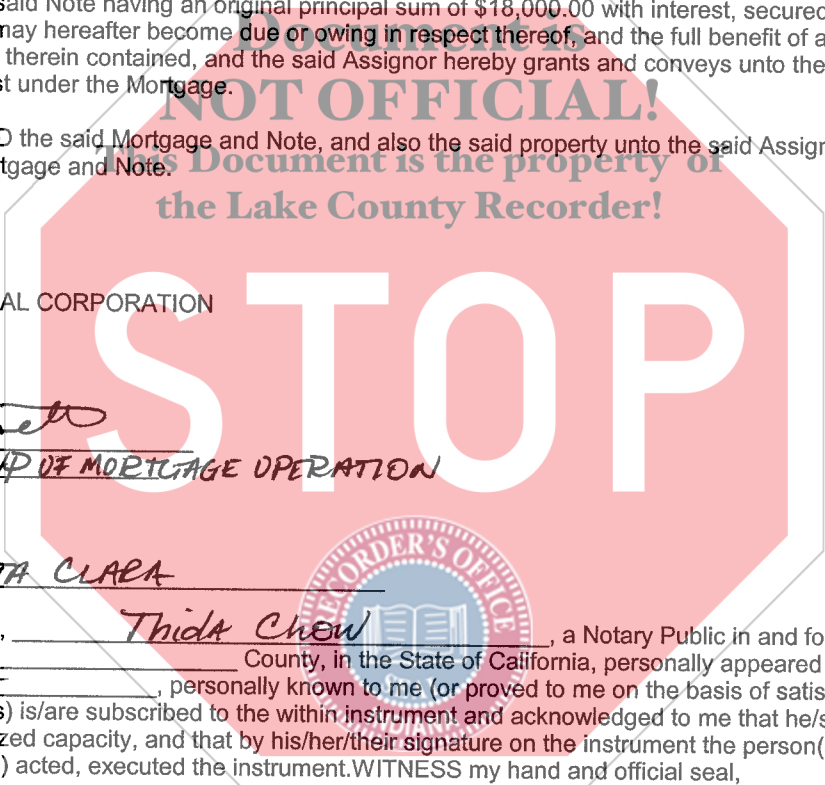 said Note having an original principal sum of $18,000.00 with interest, secured
may hereafter become due or owing in respect thereof, and the full benefit of a
Document is
therein contained, and the said Assignor hereby grants and conveys unto the
st under the Mortgage.
NOT OFFICIAL!
O the said Mortgage and Note, and also the said property unto the said Assign
This Document is the property of
tgage and Note.
the Lake County Recorder!
STOP
AL CORPORATION
VP OF MORTGAGE OPERATION
TA CLARA
RECORDER'S OFFICE
Thida Chow, a Notary Public in and fo
County, in the State of California, personally appeared
, personally known to me (or proved to me on the basis of satis
s) is/are subscribed to the within instrument and acknowledged to me that he/s
zed capacity, and that by his/her/their signature on the instrument the person(
INDIANA
) acted, executed the instrument.WITNESS my hand and official seal,